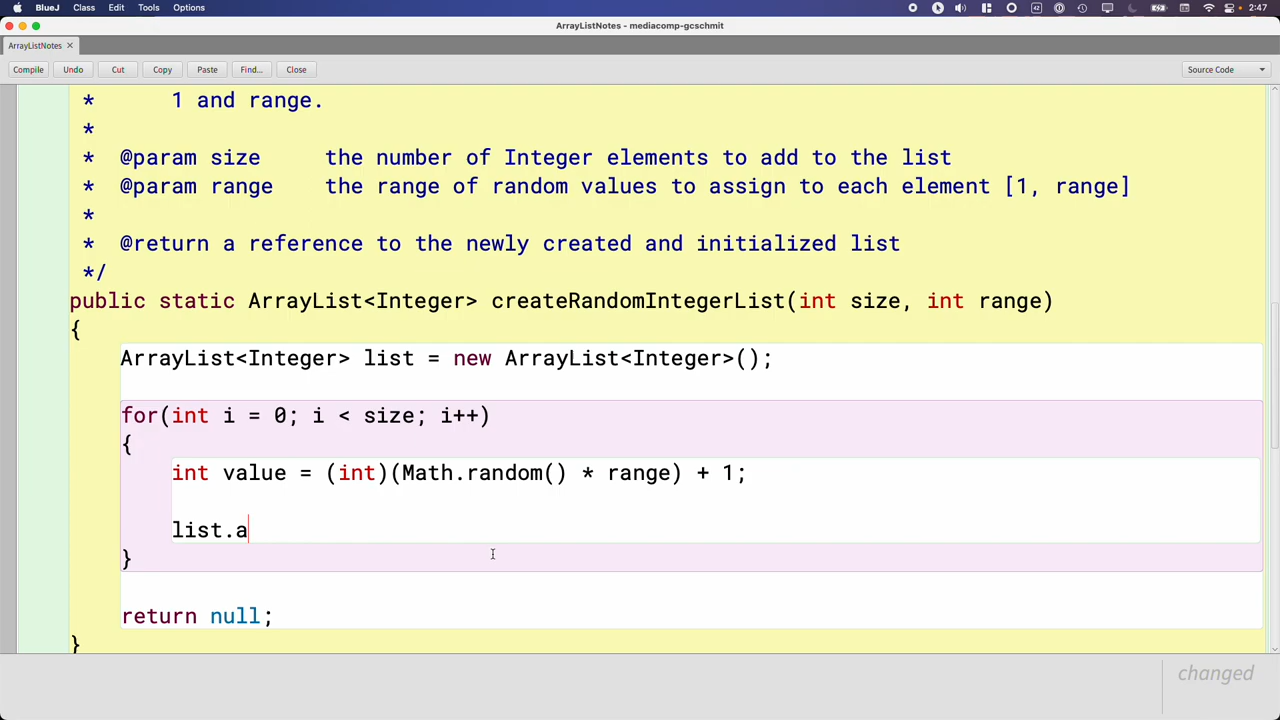 BlueJ Class Edit Tools Options 42 2:47
ArrayListNotes - mediacomp-gcschmit
ArrayListNotes ×
Compile Undo Cut Copy Paste Find... Close Source Code
* 1 and range.
*
* @param size the number of Integer elements to add to the list
* @param range the range of random values to assign to each element [1, range]
*
* @return a reference to the newly created and initialized list
*/
public static ArrayList<Integer> createRandomIntegerList(int size, int range)
{
ArrayList<Integer> list = new ArrayList<Integer>();
for(int i = 0; i < size; i++)
{
int value = (int)(Math.random() * range) + 1;
list.a
}
return null;
}
changed